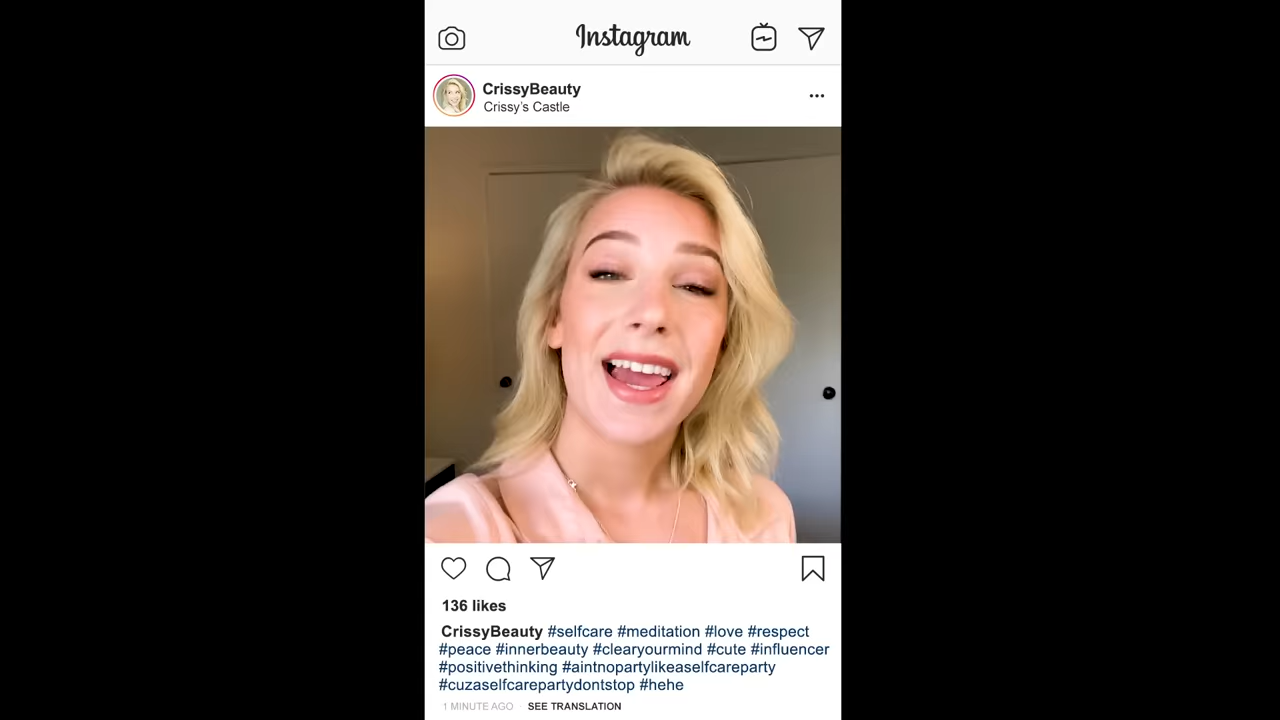 Instagram
CrissyBeauty
Crissy's Castle
136 likes
CrissyBeauty #selfcare #meditation #love #respect
#peace #innerbeauty #clearyourmind #cute #influencer
#positivethinking #aintnopartylikeaselfcareparty
#cuzaselfcarepartydontstop #hehe
1 MINUTE AGO · SEE TRANSLATION